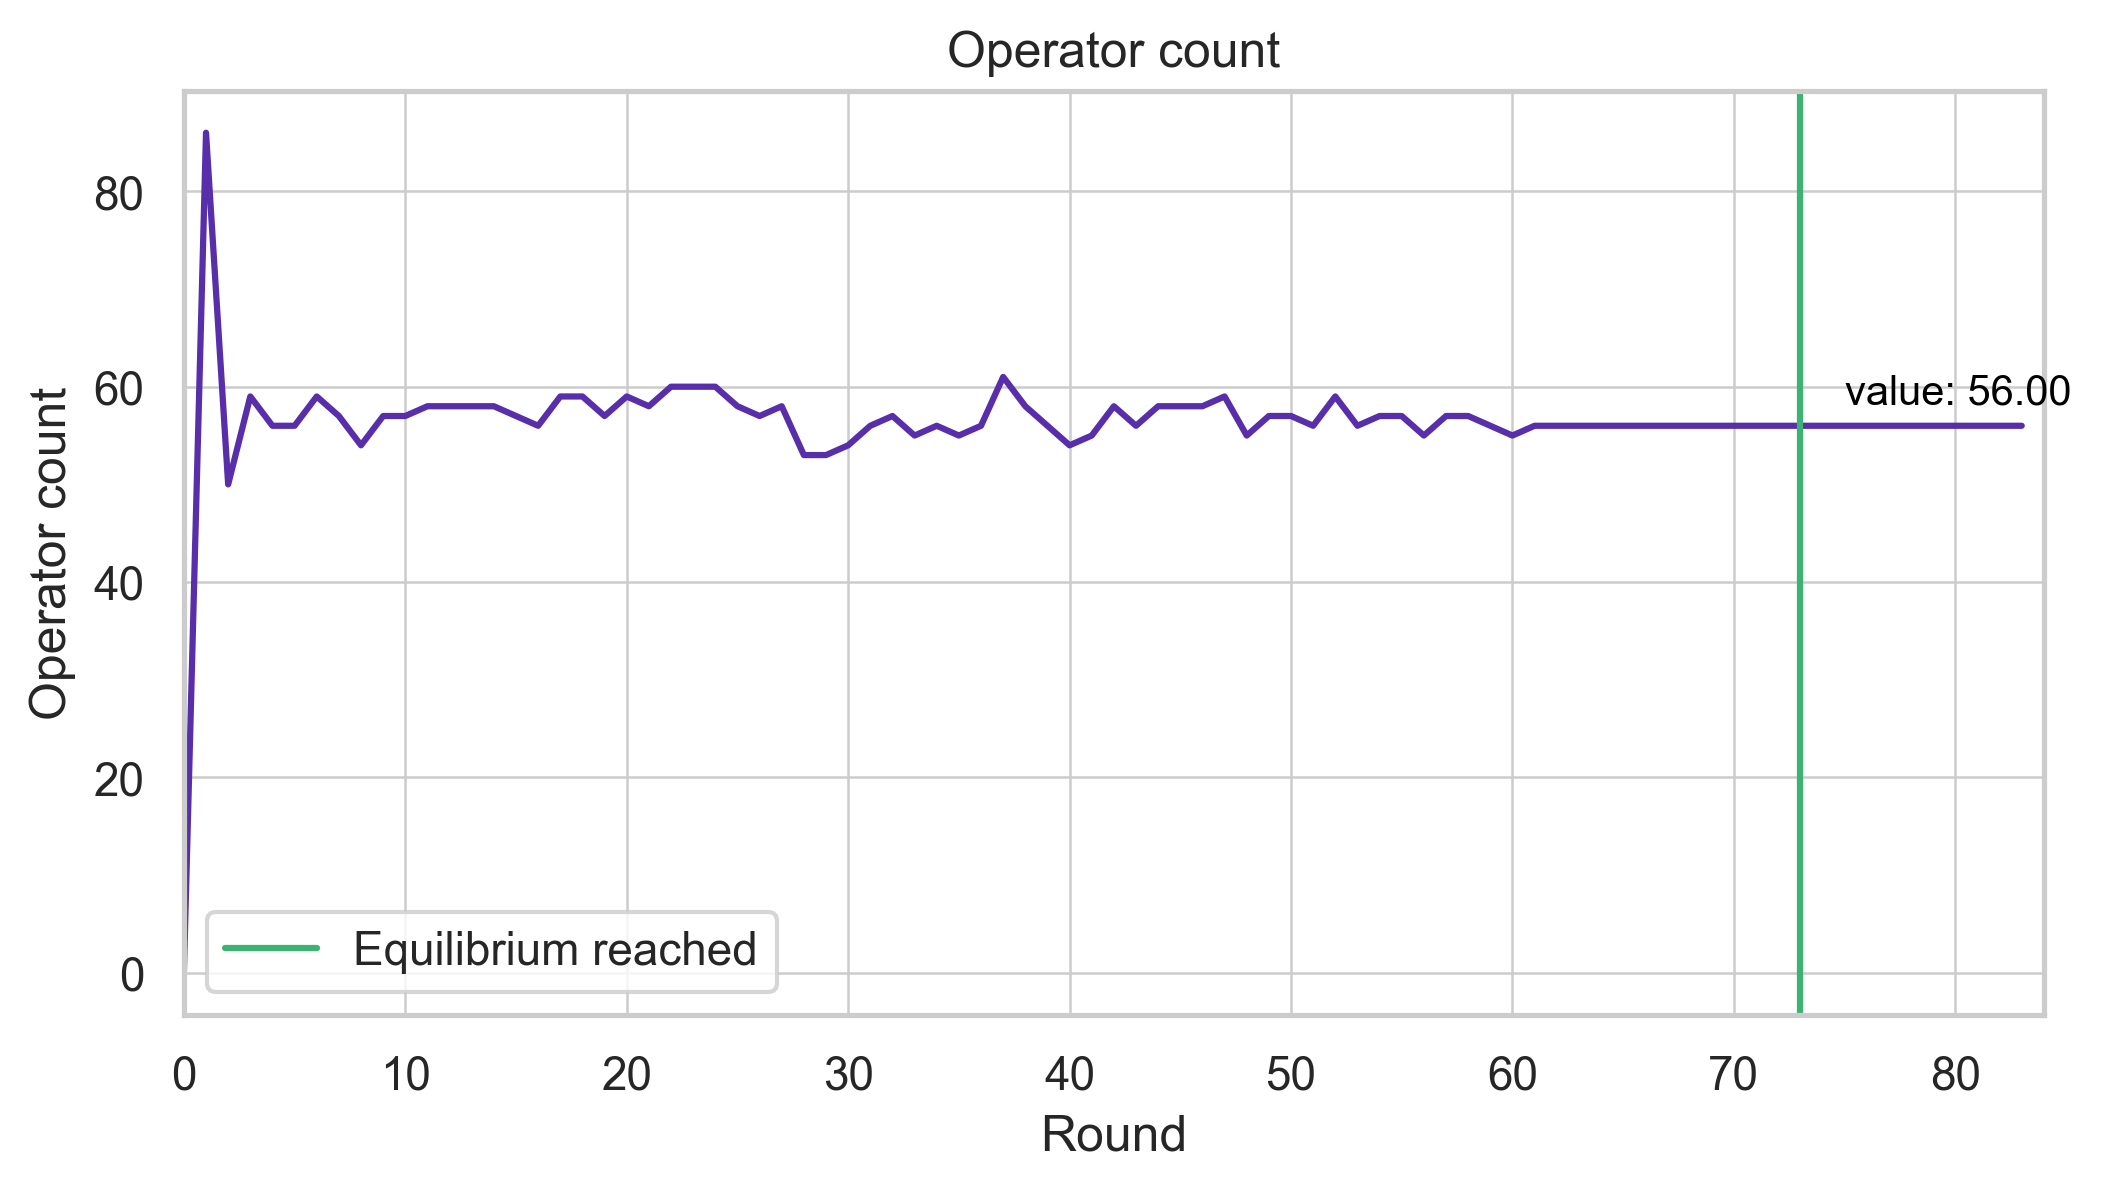 Operator count
Operator count
80
60
40
20
0
value: 56.00
Equilibrium reached
0 10 20 30 40 50 60 70 80
Round